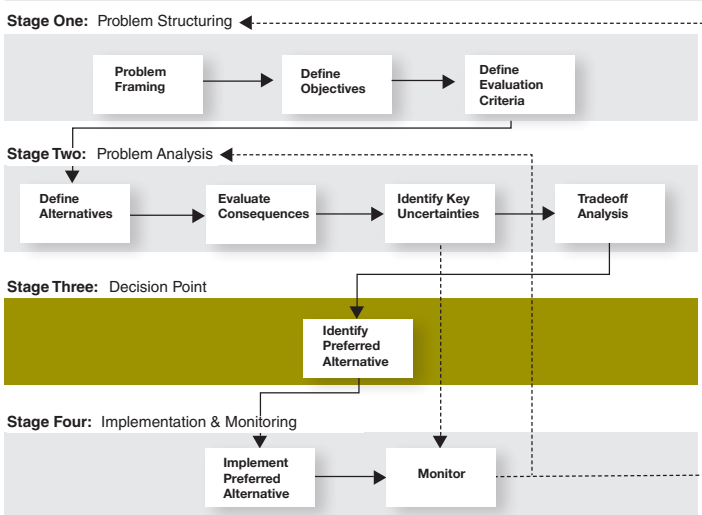 Stage One: Problem Structuring
Problem
Framing
Define
Objectives
Define
Evaluation
Criteria
Stage Two: Problem Analysis
Define
Alternatives
Evaluate
Consequences
Identify Key
Uncertainties
Tradeoff
Analysis
Stage Three: Decision Point
Identify
Preferred
Alternative
Stage Four: Implementation & Monitoring
Implement
Preferred
Alternative
Monitor